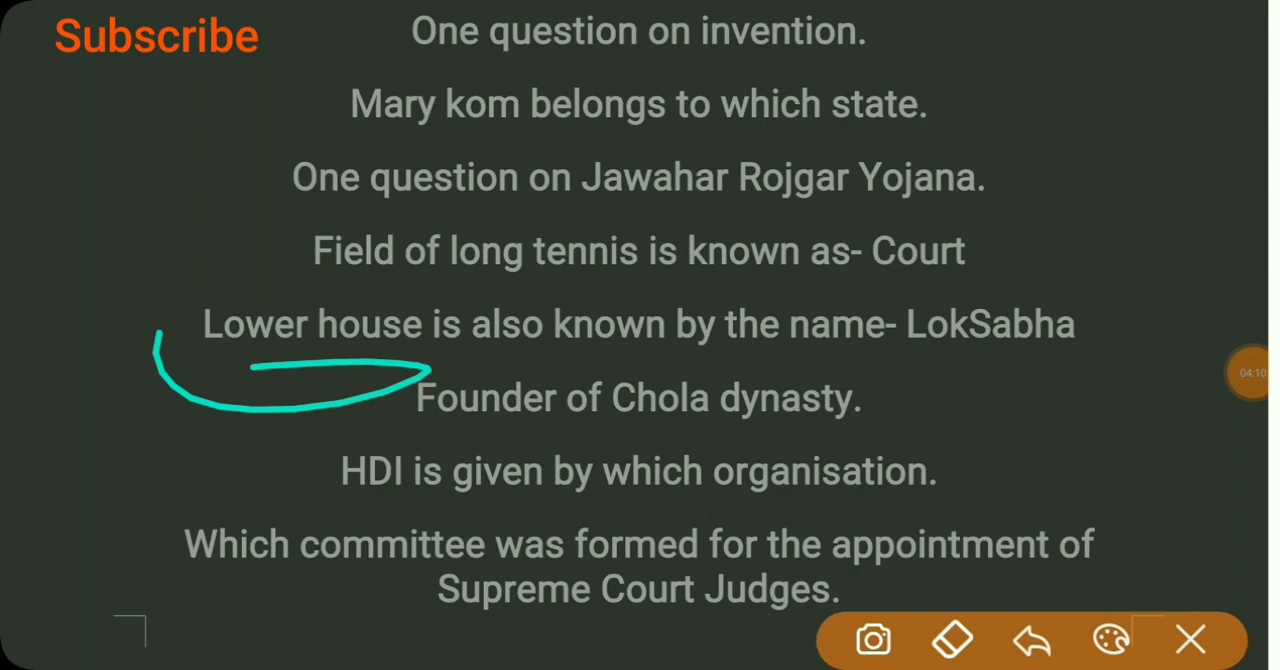 Subscribe
One question on invention.
Mary kom belongs to which state.
One question on Jawahar Rojgar Yojana.
Field of long tennis is known as- Court
Lower house is also known by the name- LokSabha
Founder of Chola dynasty.
HDI is given by which organisation.
Which committee was formed for the appointment of
Supreme Court Judges.
04:10